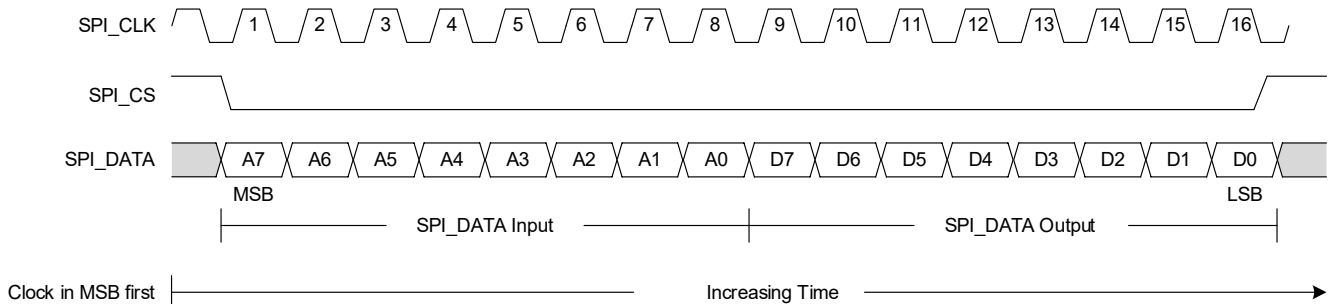 SPI_CLK 1 2 3 4 5 6 7 8 9 10 11 12 13 14 15 16
SPI_CS
SPI_DATA A7 A6 A5 A4 A3 A2 A1 A0 D7 D6 D5 D4 D3 D2 D1 D0
MSB LSB
SPI_DATA Input SPI_DATA Output
Clock in MSB first Increasing Time